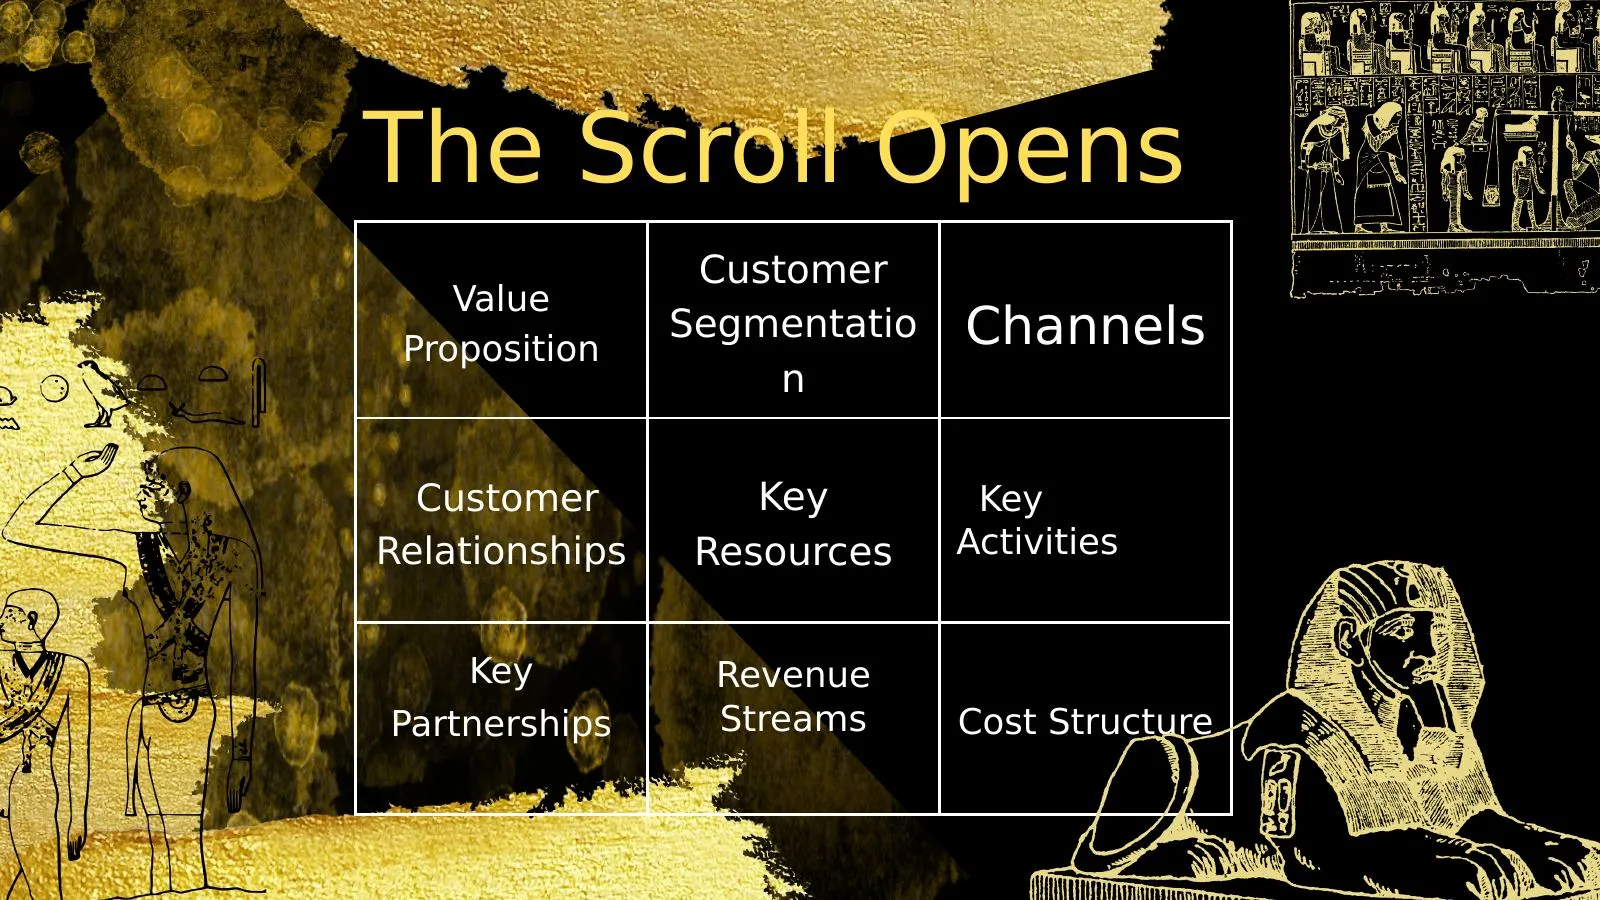 The Scroll Opens
Value
Proposition
Customer
Segmentatio
n
Channels
Customer
Relationships
Key
Resources
Key
Activities
Key
Partnerships
Revenue
Streams
Cost Structure